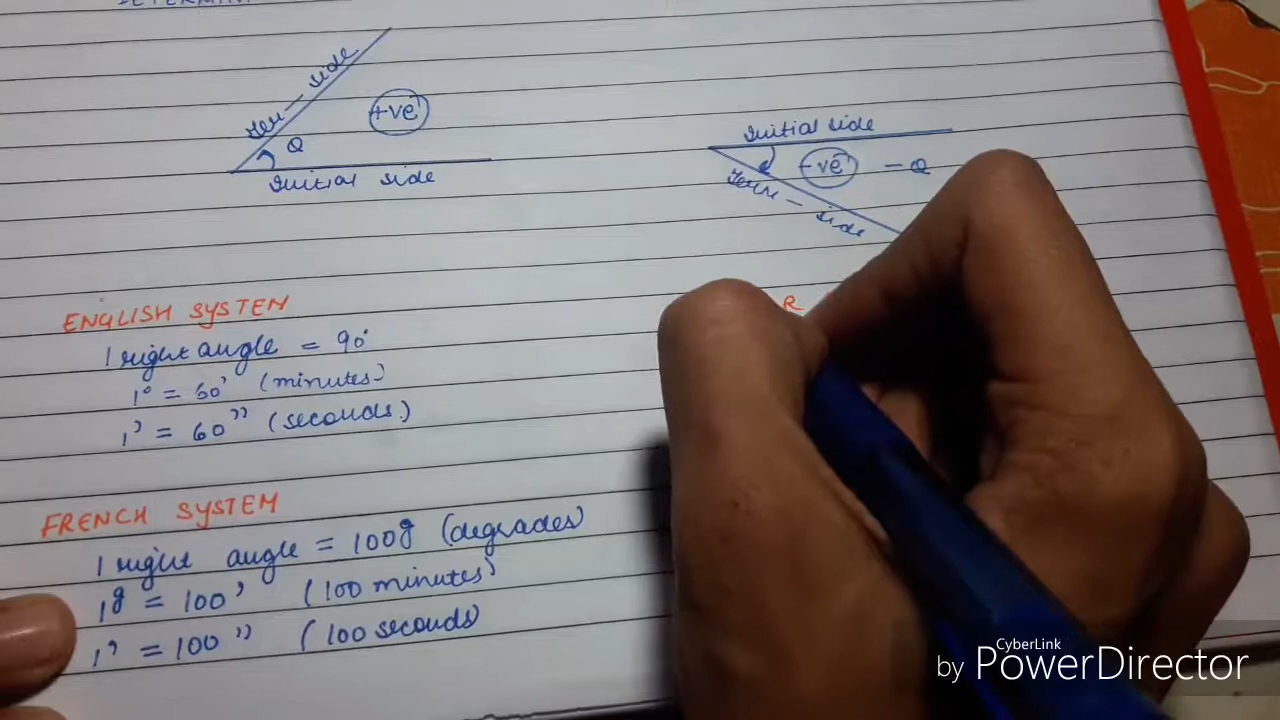 side
+ve
Q
Initial side
Initial side
-ve - Q
side
ENGLISH SYSTEM
1 right angle = 90°
1° = 60' (minutes)
1' = 60" (seconds)
FRENCH SYSTEM
1 right angle = 100g (degrades)
1g = 100' (100 minutes)
1' = 100" (100 seconds)
R
by CyberLink PowerDirector